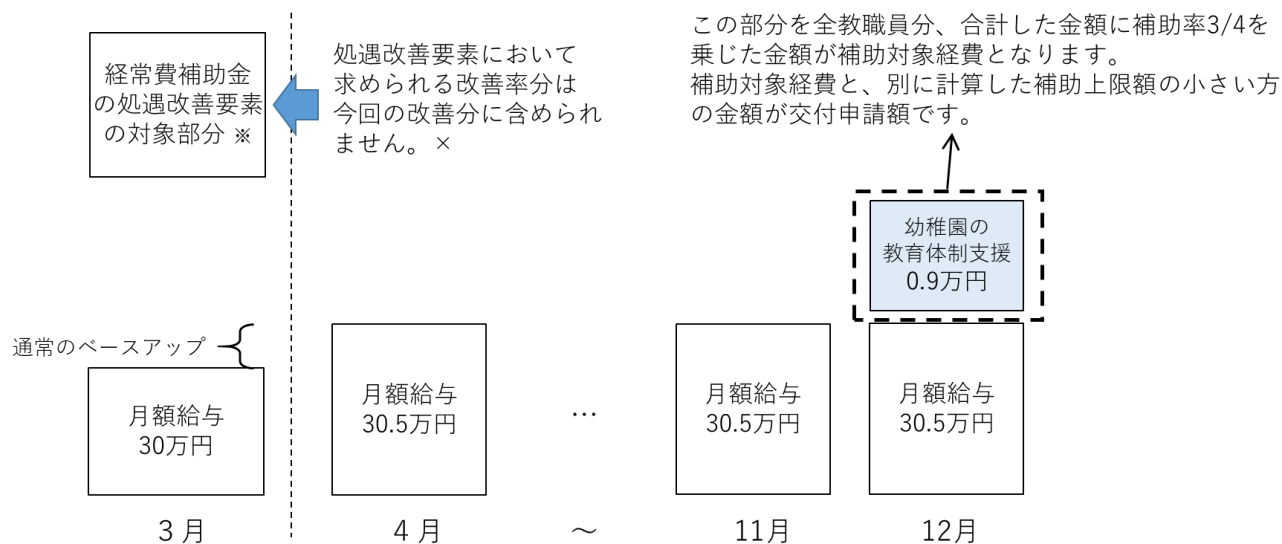 経常費補助金
の処遇改善要素
の対象部分 ※
処遇改善要素において
求められる改善率分は
今回の改善分に含められ
ません。×
この部分を全教職員分、合計した金額に補助率3/4を
乗じた金額が補助対象経費となります。
補助対象経費と、別に計算した補助上限額の小さい方
の金額が交付申請額です。
幼稚園の
教育体制支援
0.9万円
通常のベースアップ
月額給与
30万円
月額給与
30.5万円
…
月額給与
30.5万円
月額給与
30.5万円
3月
4月
～
11月
12月